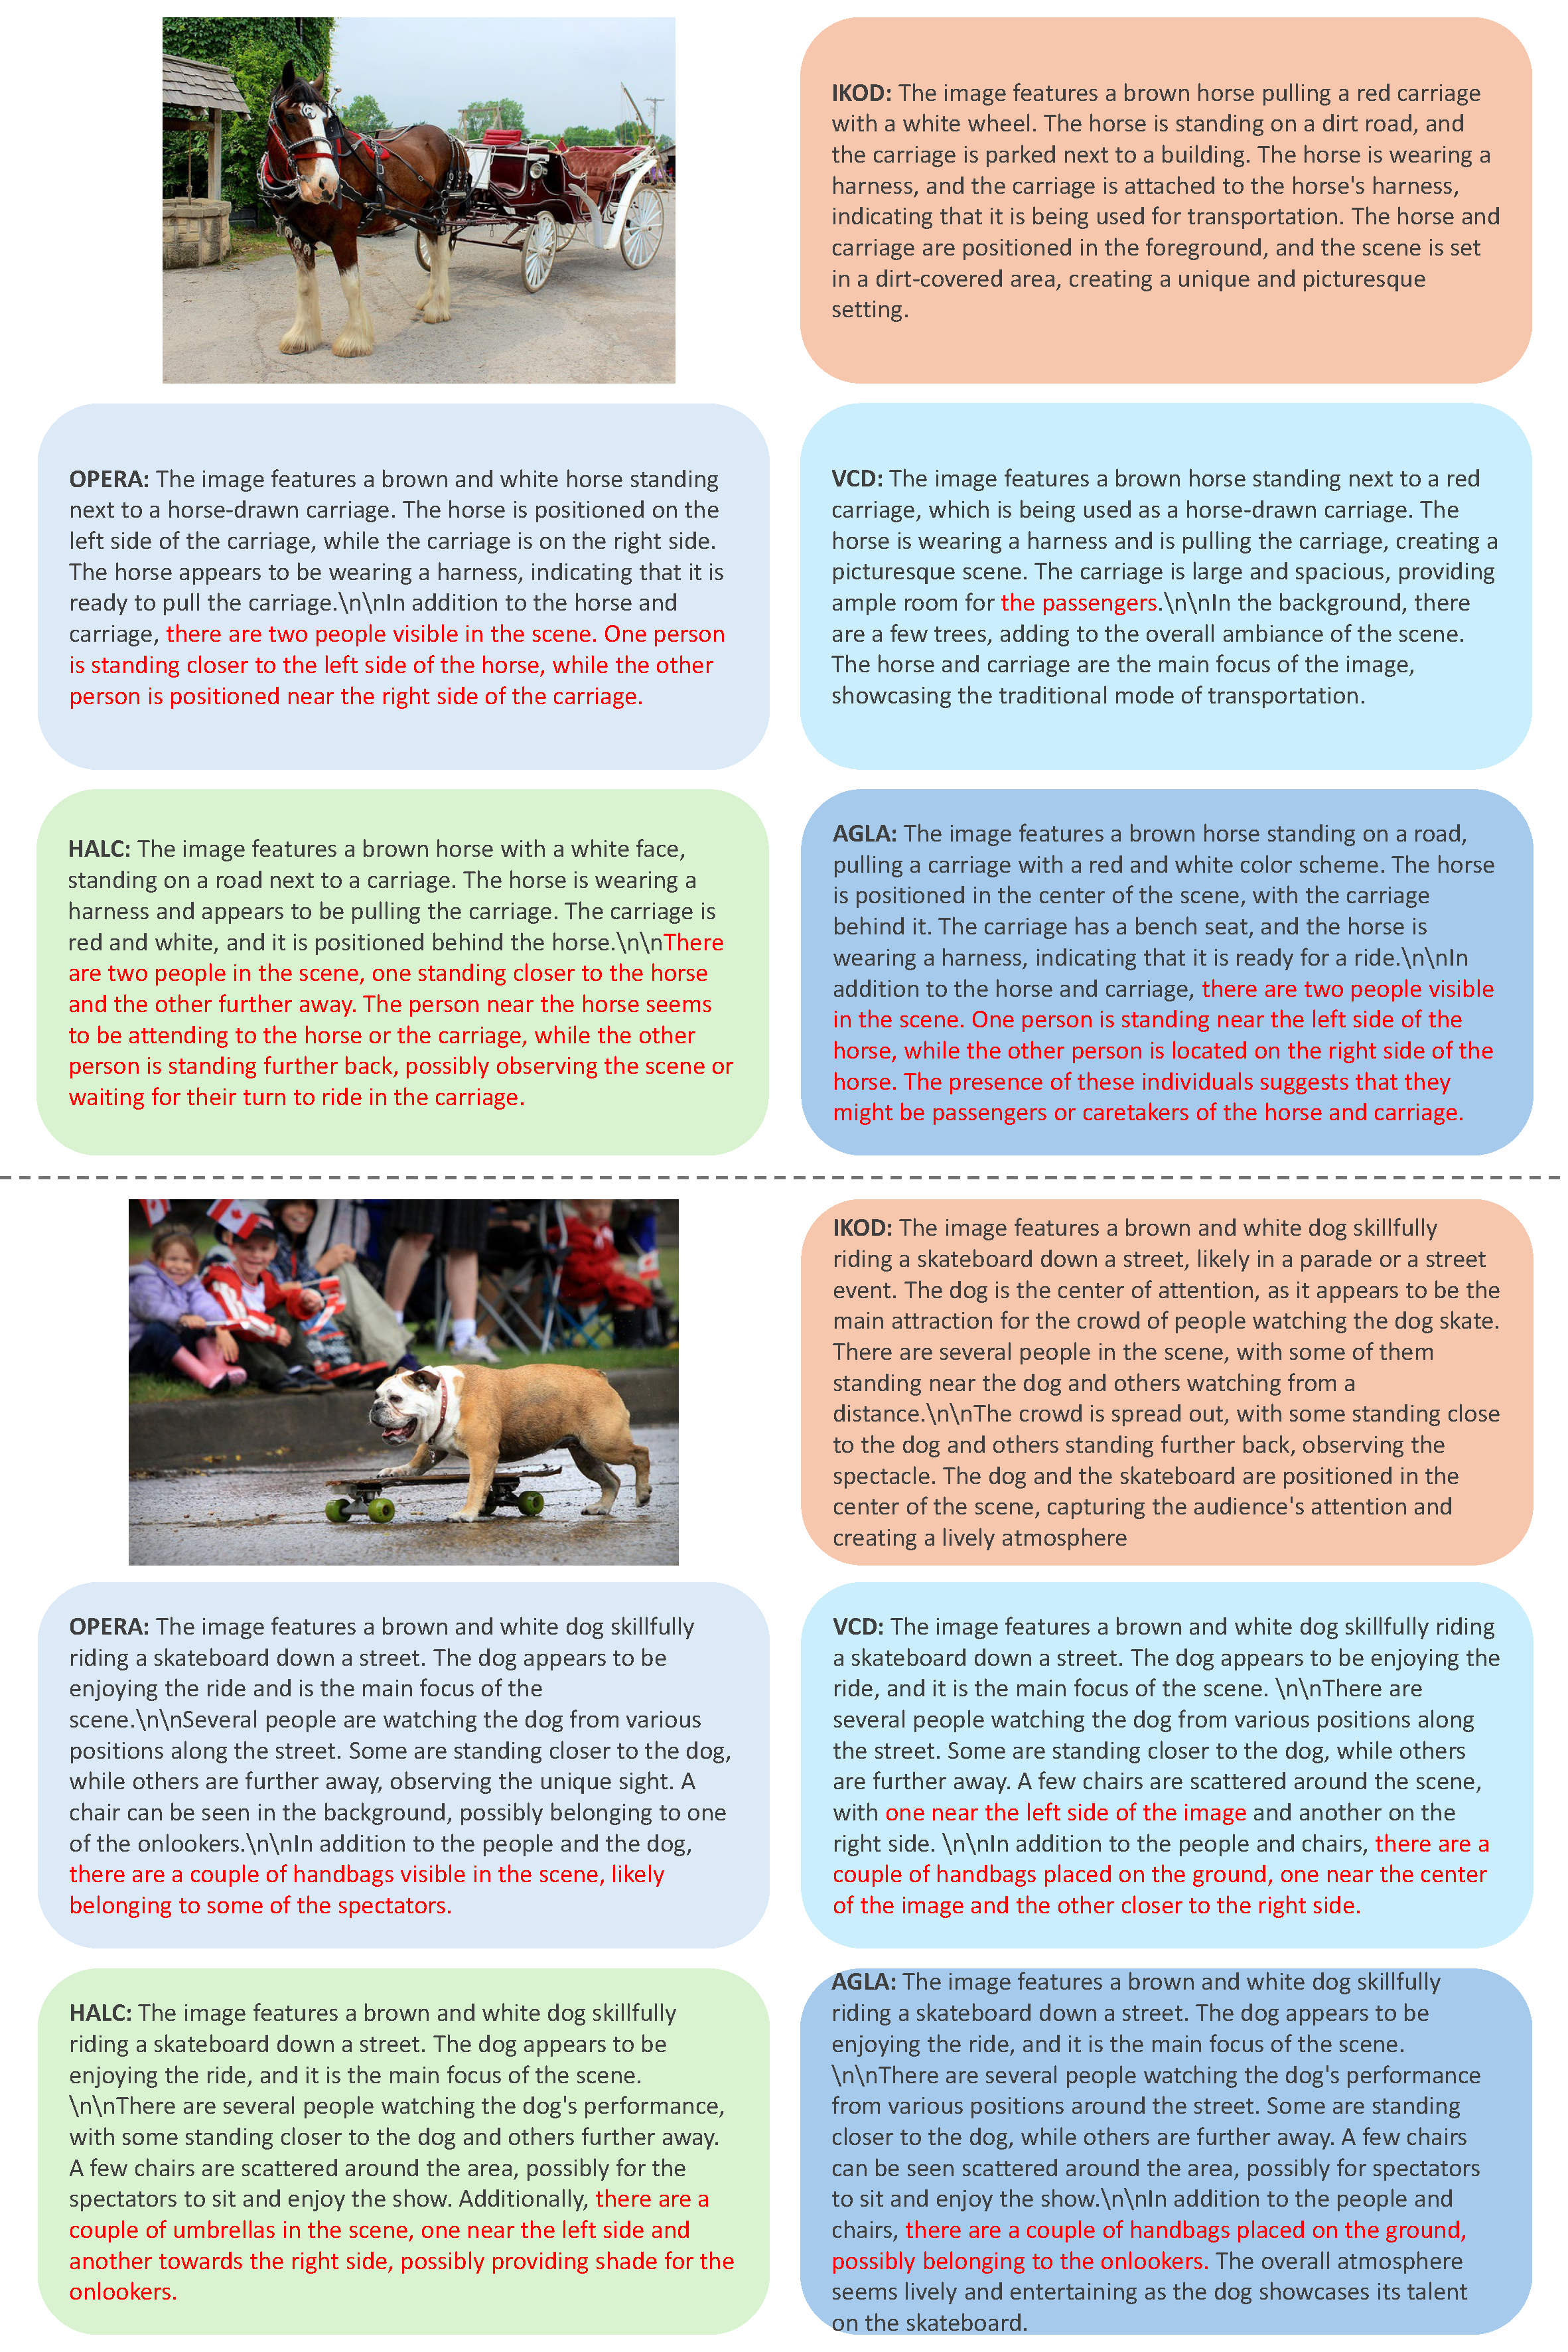 IKOD: The image features a brown horse pulling a red carriage
with a white wheel. The horse is standing on a dirt road, and
the carriage is parked next to a building. The horse is wearing a
harness, and the carriage is attached to the horse's harness,
indicating that it is being used for transportation. The horse and
carriage are positioned in the foreground, and the scene is set
in a dirt-covered area, creating a unique and picturesque
setting.
OPERA: The image features a brown and white horse standing
next to a horse-drawn carriage. The horse is positioned on the
left side of the carriage, while the carriage is on the right side.
The horse appears to be wearing a harness, indicating that it is
ready to pull the carriage.\n\nIn addition to the horse and
carriage, there are two people visible in the scene. One person
is standing closer to the left side of the horse, while the other
person is positioned near the right side of the carriage.
VCD: The image features a brown horse standing next to a red
carriage, which is being used as a horse-drawn carriage. The
horse is wearing a harness and is pulling the carriage, creating a
picturesque scene. The carriage is large and spacious, providing
ample room for the passengers.\n\nIn the background, there
are a few trees, adding to the overall ambiance of the scene.
The horse and carriage are the main focus of the image,
showcasing the traditional mode of transportation.
HALC: The image features a brown horse with a white face,
standing on a road next to a carriage. The horse is wearing a
harness and appears to be pulling the carriage. The carriage is
red and white, and it is positioned behind the horse.\n\nThere
are two people in the scene, one standing closer to the horse
and the other further away. The person near the horse seems
to be attending to the horse or the carriage, while the other
person is standing further back, possibly observing the scene or
waiting for their turn to ride in the carriage.
AGLA: The image features a brown horse standing on a road,
pulling a carriage with a red and white color scheme. The horse
is positioned in the center of the scene, with the carriage
behind it. The carriage has a bench seat, and the horse is
wearing a harness, indicating that it is ready for a ride.\n\nIn
addition to the horse and carriage, there are two people visible
in the scene. One person is standing near the left side of the
horse, while the other person is located on the right side of the
horse. The presence of these individuals suggests that they
might be passengers or caretakers of the horse and carriage.
IKOD: The image features a brown and white dog skillfully
riding a skateboard down a street, likely in a parade or a street
event. The dog is the center of attention, as it appears to be the
main attraction for the crowd of people watching the dog skate.
There are several people in the scene, with some of them
standing near the dog and others watching from a
distance.\n\nThe crowd is spread out, with some standing close
to the dog and others standing further back, observing the
spectacle. The dog and the skateboard are positioned in the
center of the scene, capturing the audience's attention and
creating a lively atmosphere
OPERA: The image features a brown and white dog skillfully
riding a skateboard down a street. The dog appears to be
enjoying the ride and is the main focus of the
scene.\n\nSeveral people are watching the dog from various
positions along the street. Some are standing closer to the dog,
while others are further away, observing the unique sight. A
chair can be seen in the background, possibly belonging to one
of the onlookers.\n\nIn addition to the people and the dog,
there are a couple of handbags visible in the scene, likely
belonging to some of the spectators.
VCD: The image features a brown and white dog skillfully riding
a skateboard down a street. The dog appears to be enjoying the
ride, and it is the main focus of the scene. \n\nThere are
several people watching the dog from various positions along
the street. Some are standing closer to the dog, while others
are further away. A few chairs are scattered around the scene,
with one near the left side of the image and another on the
right side. \n\nIn addition to the people and chairs, there are a
couple of handbags placed on the ground, one near the center
of the image and the other closer to the right side.
HALC: The image features a brown and white dog skillfully
riding a skateboard down a street. The dog appears to be
enjoying the ride, and it is the main focus of the scene.
\n\nThere are several people watching the dog's performance,
with some standing closer to the dog and others further away.
A few chairs are scattered around the area, possibly for the
spectators to sit and enjoy the show. Additionally, there are a
couple of umbrellas in the scene, one near the left side and
another towards the right side, possibly providing shade for the
onlookers.
AGLA: The image features a brown and white dog skillfully
riding a skateboard down a street. The dog appears to be
enjoying the ride, and it is the main focus of the scene.
\n\nThere are several people watching the dog's performance
from various positions around the street. Some are standing
closer to the dog, while others are further away. A few chairs
can be seen scattered around the area, possibly for spectators
to sit and enjoy the show.\n\nIn addition to the people and
chairs, there are a couple of handbags placed on the ground,
possibly belonging to the onlookers. The overall atmosphere
seems lively and entertaining as the dog showcases its talent
on the skateboard.